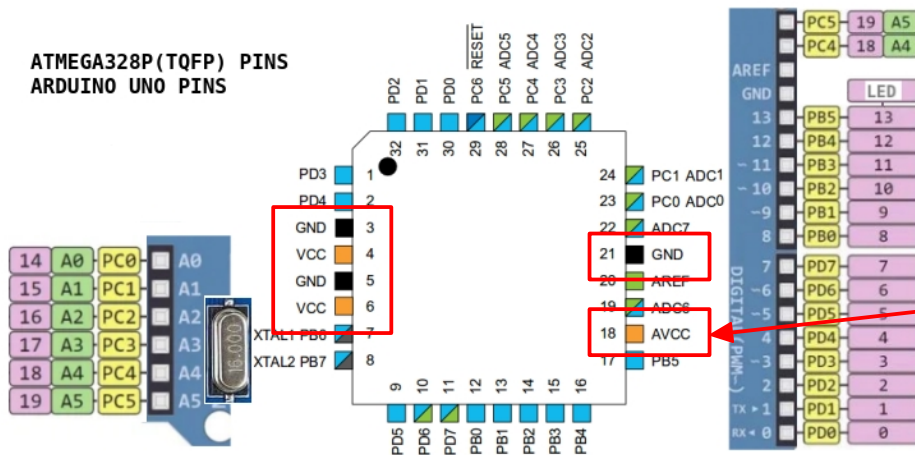 ATMEGA328P(TQFP) PINS
ARDUINO UNO PINS
PD2 PD1 PD0 PC6 RESET PC5 ADC5 PC4 ADC4 PC3 ADC3 PC2 ADC2
32 31 30 29 28 27 26 25
PD3 1
PD4 2
GND 3
VCC 4
GND 5
VCC 6
XTAL1 PB6 7
XTAL2 PB7 8
24 PC1 ADC1
23 PC0 ADC0
22 ADC7
21 GND
20 AREF
19 ADC6
18 AVCC
17 PB5
9 10 11 12 13 14 15 16
PD5 PD6 PD7 PB0 PB1 PB2 PB3 PB4
14 A0 PC0 A0
15 A1 PC1 A1
16 A2 PC2 A2
17 A3 PC3 A3
18 A4 PC4 A4
19 A5 PC5 A5
16.000
PC5 19 A5
PC4 18 A4
AREF
GND LED
13 PB5 13
12 PB4 12
~11 PB3 11
~10 PB2 10
~9 PB1 9
8 PB0 8
DIGITAL (PWM~)
7 PD7 7
~6 PD6 6
~5 PD5 5
4 PD4 4
~3 PD3 3
2 PD2 2
TX ▸ 1 PD1 1
RX ◂ 0 PD0 0